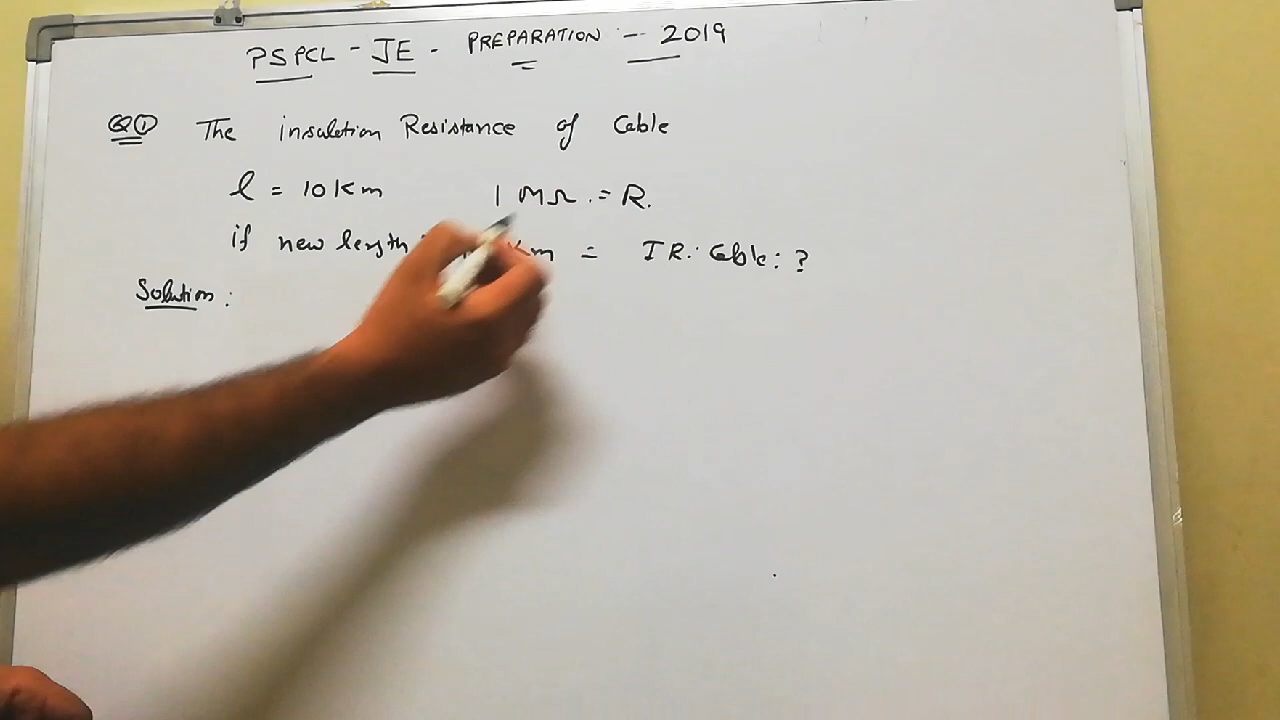 PSPCL - JE - PREPARATION - 2019
Q① The insulation Resistance of Cable
l = 10 Km 1 MΩ = R.
if new length Km = I R. Cable: ?
Solution: